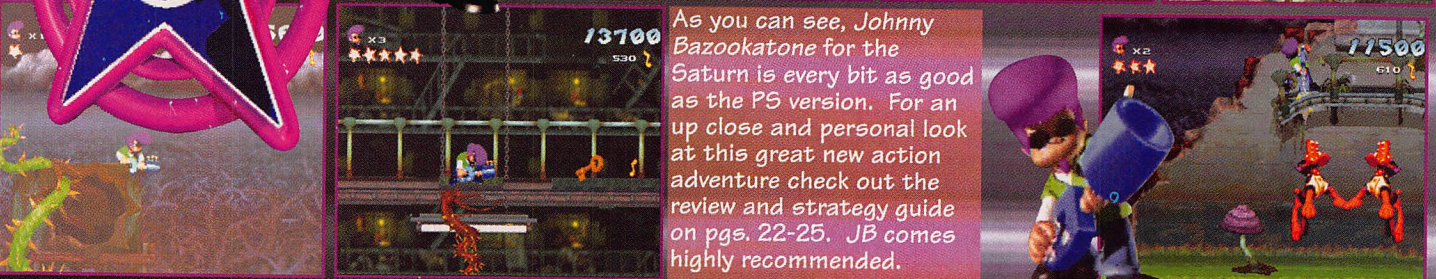 x1
x3
13700
530
As you can see, Johnny
Bazookatone for the
Saturn is every bit as good
as the PS version. For an
up close and personal look
at this great new action
adventure check out the
review and strategy guide
on pgs. 22-25. JB comes
highly recommended.
x2
11500
610